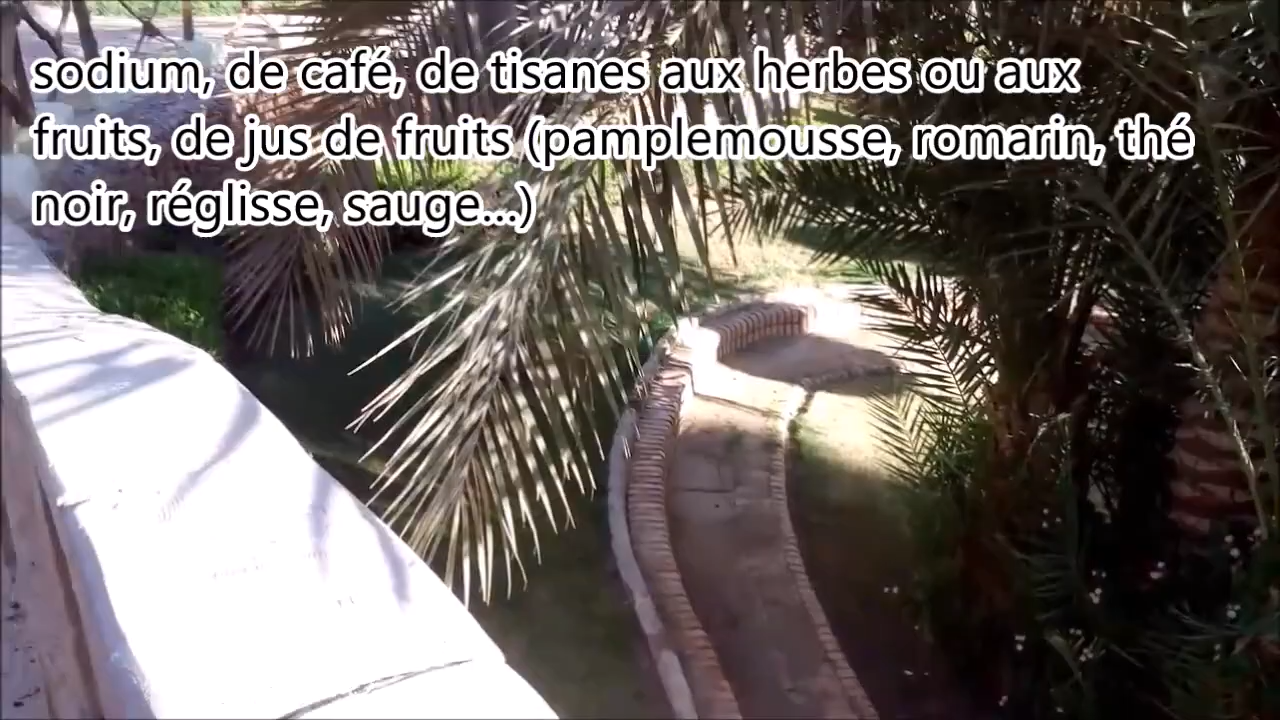 sodium, de café, de tisanes aux herbes ou aux
fruits, de jus de fruits (pamplemousse, romarin, thé
noir, réglisse, sauge...)